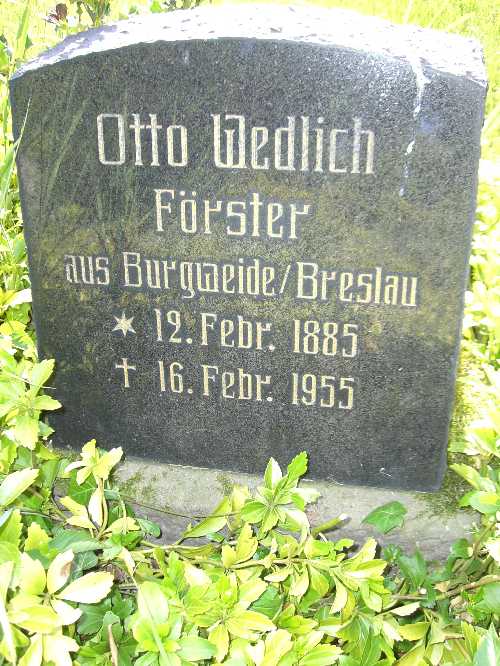 Otto Wedlich
Förster
aus Burgweide/Breslau
* 12. Febr. 1885
† 16. Febr. 1955